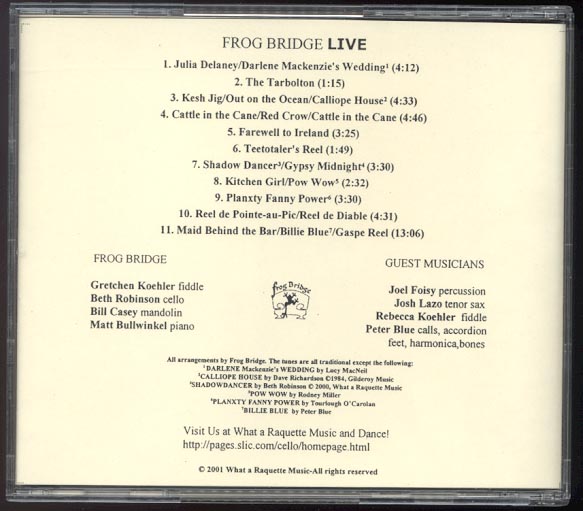 FROG BRIDGE LIVE
1. Julia Delaney/Darlene Mackenzie's Wedding¹ (4:12)
2. The Tarbolton (1:15)
3. Kesh Jig/Out on the Ocean/Calliope House² (4:33)
4. Cattle in the Cane/Red Crow/Cattle in the Cane (4:46)
5. Farewell to Ireland (3:25)
6. Teetotaler's Reel (1:49)
7. Shadow Dancer³/Gypsy Midnight⁴ (3:30)
8. Kitchen Girl/Pow Wow⁵ (2:32)
9. Planxty Fanny Power⁶ (3:30)
10. Reel de Pointe-au-Pic/Reel de Diable (4:31)
11. Maid Behind the Bar/Billie Blue⁷/Gaspe Reel (13:06)
FROG BRIDGE
Gretchen Koehler fiddle
Beth Robinson cello
Bill Casey mandolin
Matt Bullwinkel piano
frog Bridge
GUEST MUSICIANS
Joel Foisy percussion
Josh Lazo tenor sax
Rebecca Koehler fiddle
Peter Blue calls, accordion
feet, harmonica,bones
All arrangements by Frog Bridge. The tunes are all traditional except the following:
¹DARLENE Mackenzie's WEDDING by Lucy MacNeil
²CALLIOPE HOUSE by Dave Richardson ©1984, Gilderoy Music
SHADOWDANCER by Beth Robinson © 2000, What a Raquette Music
POW WOW by Rodney Miller
PLANXTY FANNY POWER by Tourlough O'Carolan
BILLIE BLUE by Peter Blue
Visit Us at What a Raquette Music and Dance!
http://pages.slic.com/cello/homepage.html
© 2001 What a Raquette Music-All rights reserved